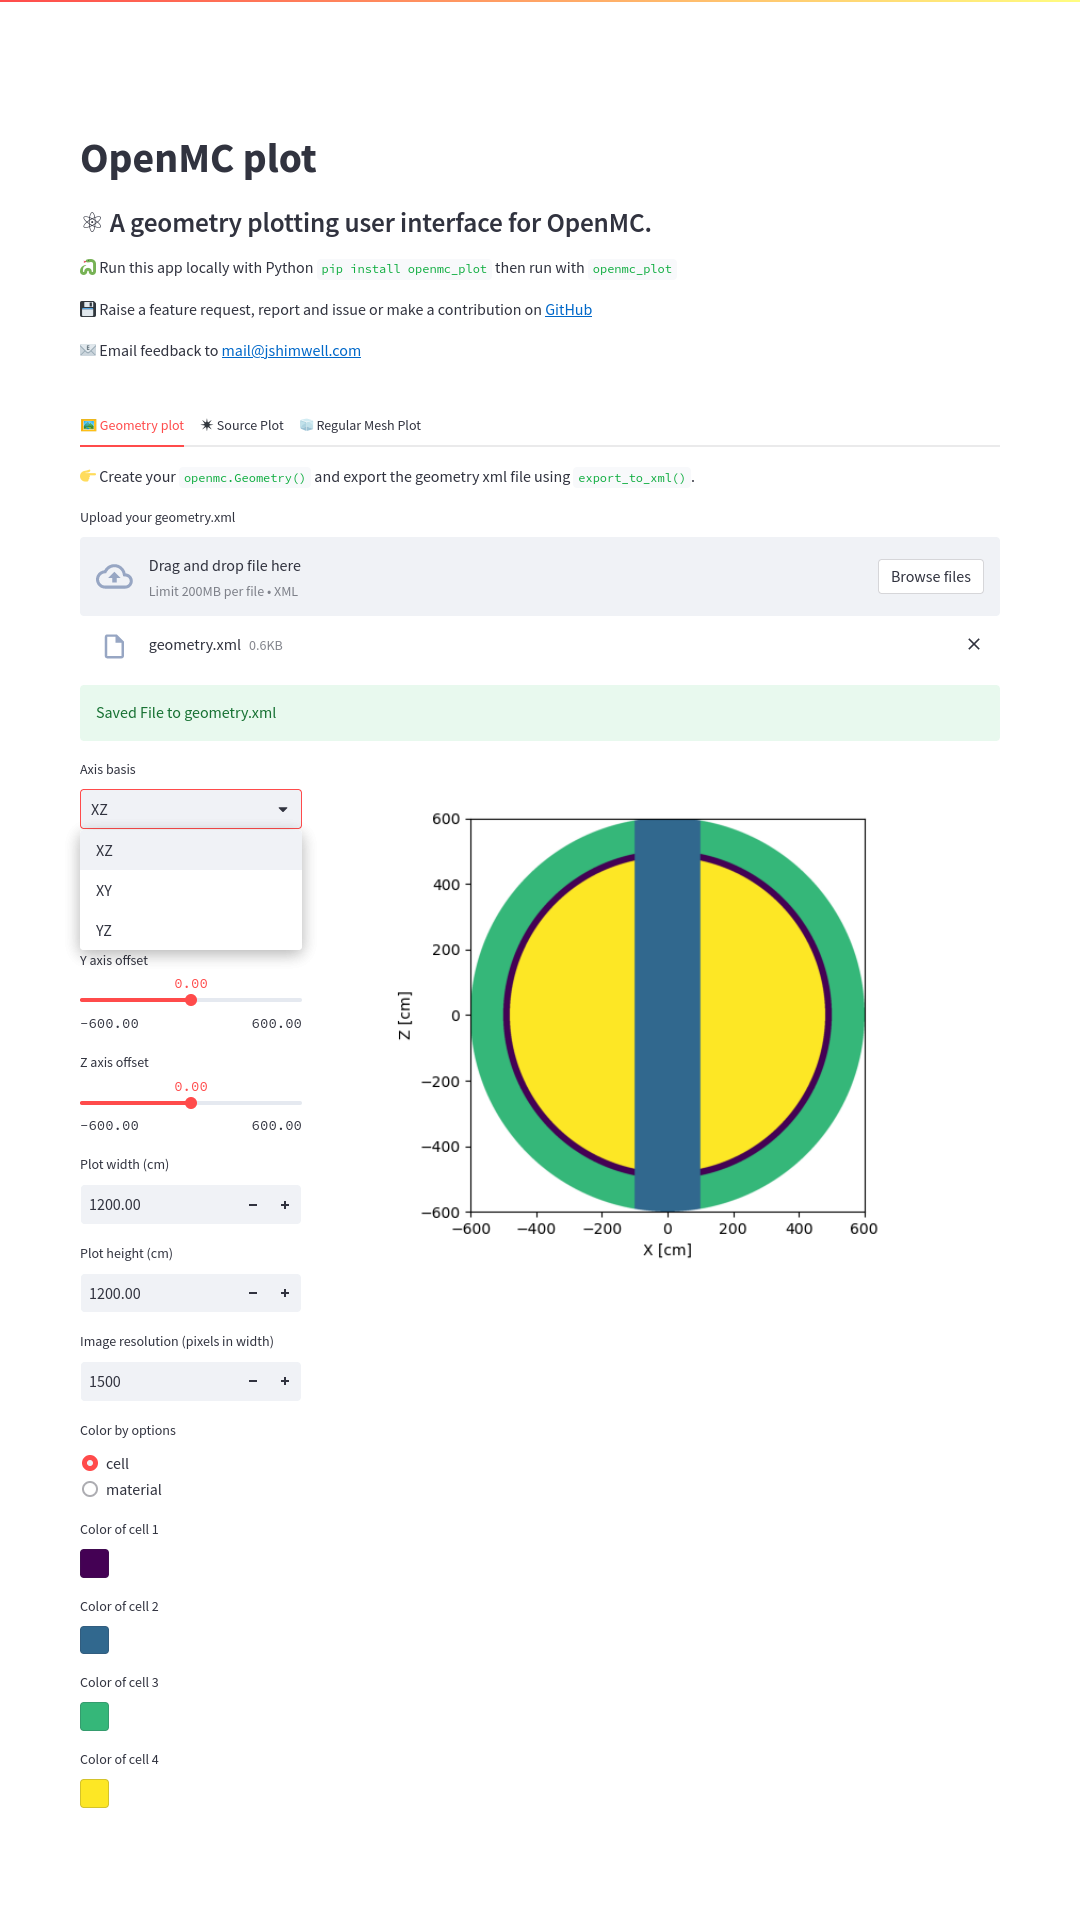 OpenMC plot
⚛ A geometry plotting user interface for OpenMC.
🐍 Run this app locally with Python pip install openmc_plot then run with openmc_plot
💾 Raise a feature request, report and issue or make a contribution on GitHub
📧 Email feedback to mail@jshimwell.com
🖼️ Geometry plot ✴ Source Plot 🧊 Regular Mesh Plot
👉 Create your openmc.Geometry() and export the geometry xml file using export_to_xml() .
Upload your geometry.xml
Drag and drop file here
Limit 200MB per file • XML
Browse files
geometry.xml 0.6KB
Saved File to geometry.xml
Axis basis
XZ
XZ
XY
YZ
Y axis offset
0.00
−600.00 600.00
Z axis offset
0.00
−600.00 600.00
Plot width (cm)
1200.00 − +
Plot height (cm)
1200.00 − +
Image resolution (pixels in width)
1500 − +
Color by options
cell
material
Color of cell 1
Color of cell 2
Color of cell 3
Color of cell 4
600
400
200
0
−200
−400
−600
Z [cm]
−600 −400 −200 0 200 400 600
X [cm]